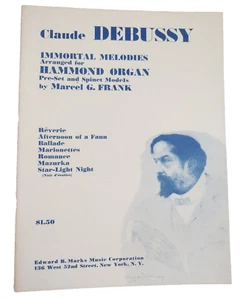 Claude DEBUSSY
IMMORTAL MELODIES
Arranged for
HAMMOND ORGAN
Pre-Set and Spinet Models
by Marcel G. FRANK
Rêverie
Afternoon of a Faun
Ballade
Marionettes
Romance
Mazurka
Star-Light Night
(Nuit d'étoiles)
$1.50
Edward B. Marks Music Corporation
136 West 52nd Street, New York, N. Y.